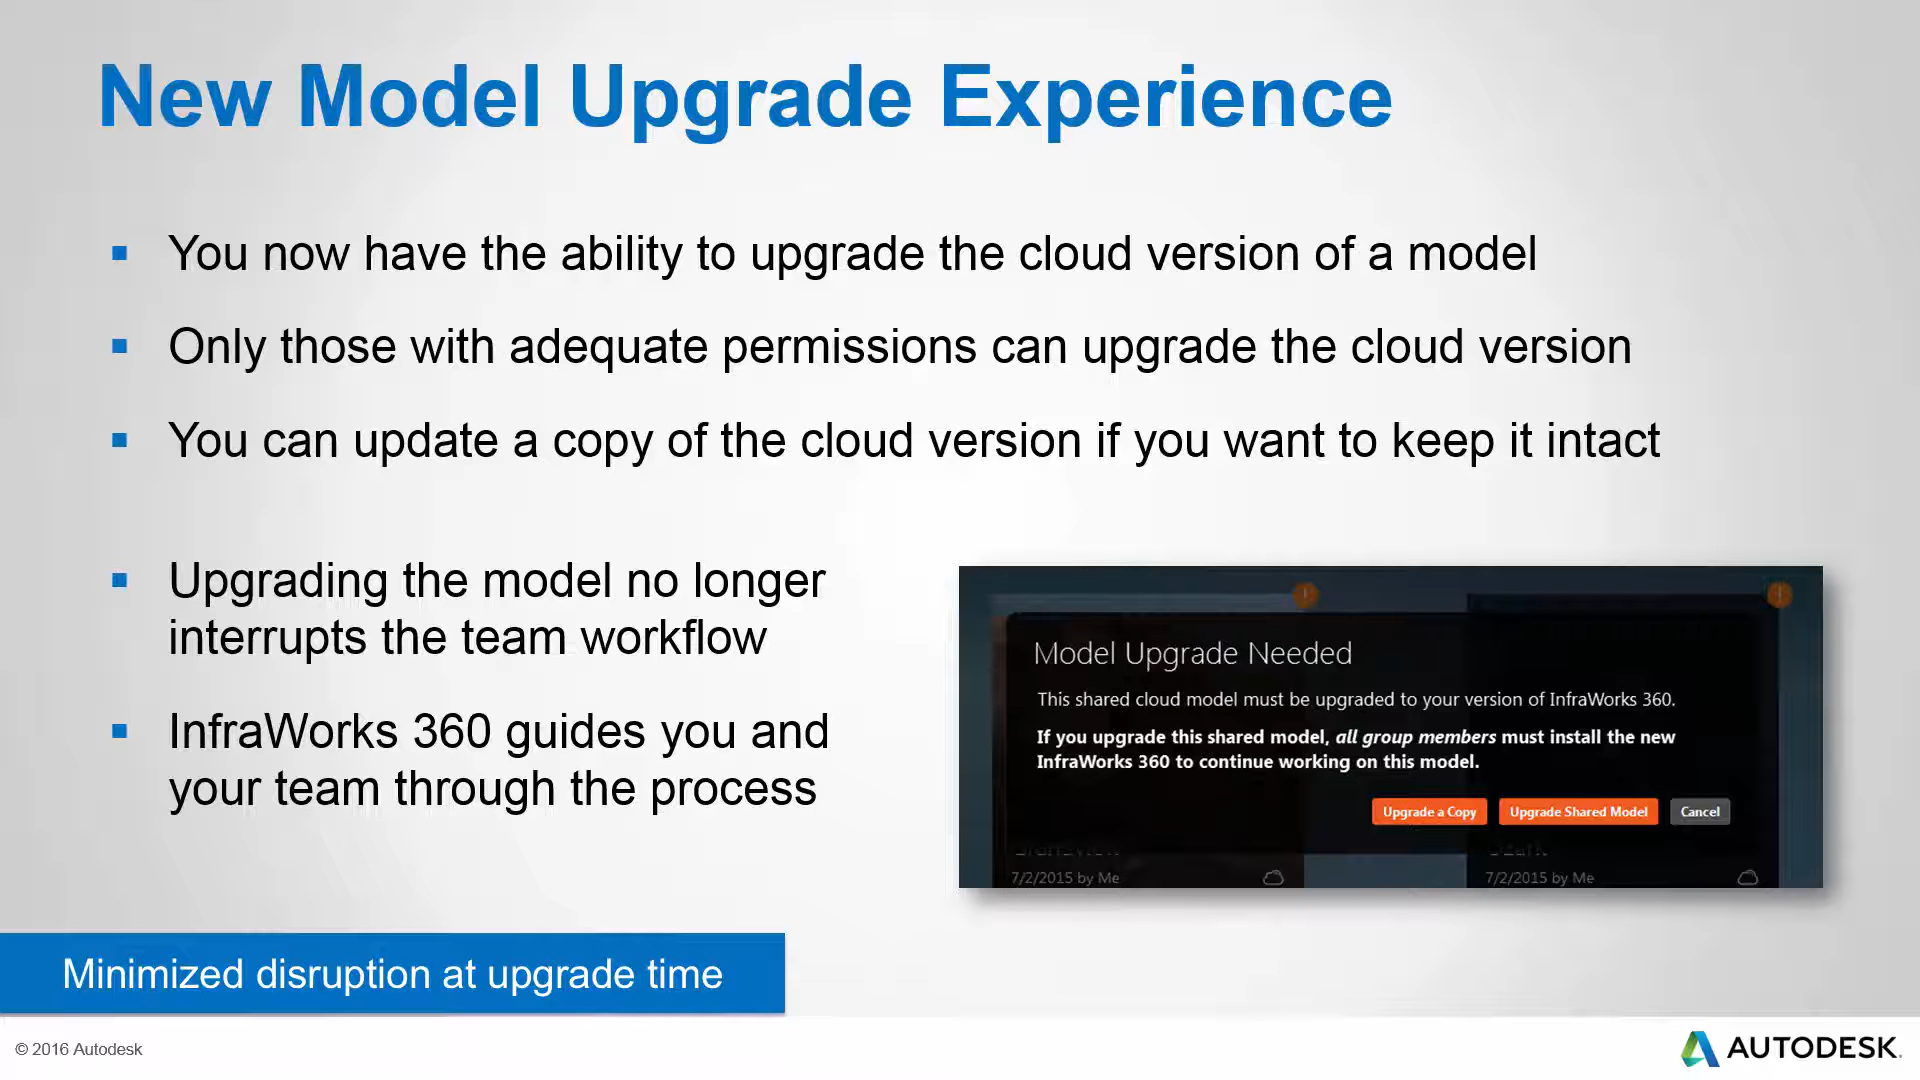 New Model Upgrade Experience
You now have the ability to upgrade the cloud version of a model
Only those with adequate permissions can upgrade the cloud version
You can update a copy of the cloud version if you want to keep it intact
Upgrading the model no longer
interrupts the team workflow
InfraWorks 360 guides you and
your team through the process
Model Upgrade Needed
This shared cloud model must be upgraded to your version of InfraWorks 360.
If you upgrade this shared model, all group members must install the new
InfraWorks 360 to continue working on this model.
Upgrade a Copy Upgrade Shared Model Cancel
7/2/2015 by Me 7/2/2015 by Me
Minimized disruption at upgrade time
© 2016 Autodesk
AUTODESK.